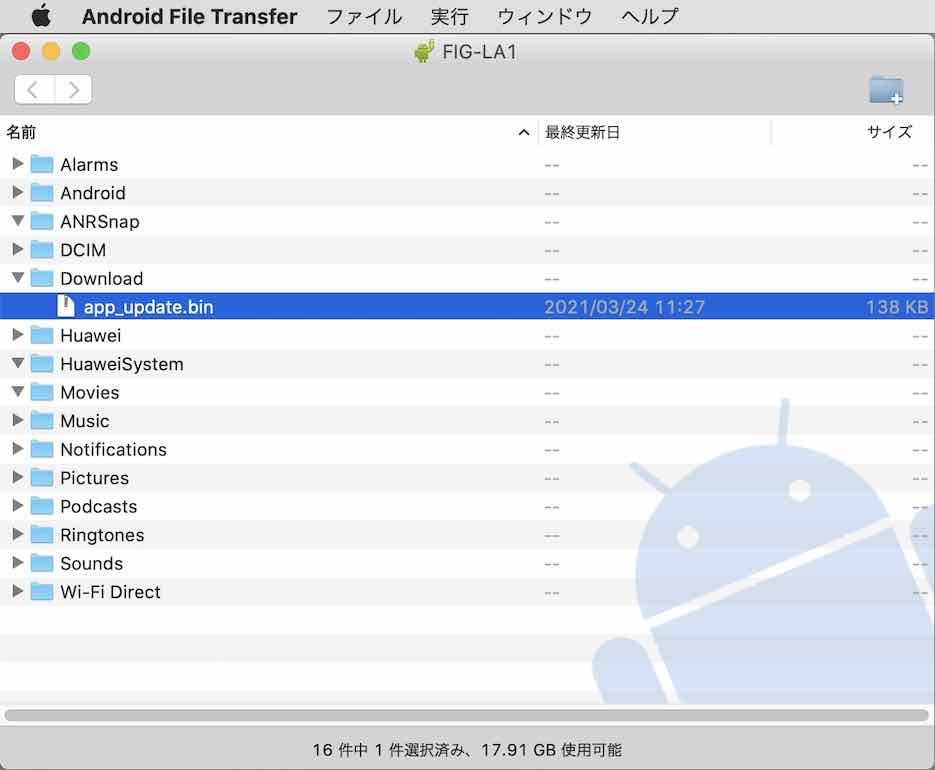 Android File Transfer ファイル 実行 ウィンドウ ヘルプ
FIG-LA1
名前 最終更新日 サイズ
Alarms -- --
Android -- --
ANRSnap -- --
DCIM -- --
Download -- --
app_update.bin 2021/03/24 11:27 138 KB
Huawei -- --
HuaweiSystem -- --
Movies -- --
Music -- --
Notifications -- --
Pictures -- --
Podcasts -- --
Ringtones -- --
Sounds -- --
Wi-Fi Direct -- --
16 件中 1 件選択済み、17.91 GB 使用可能